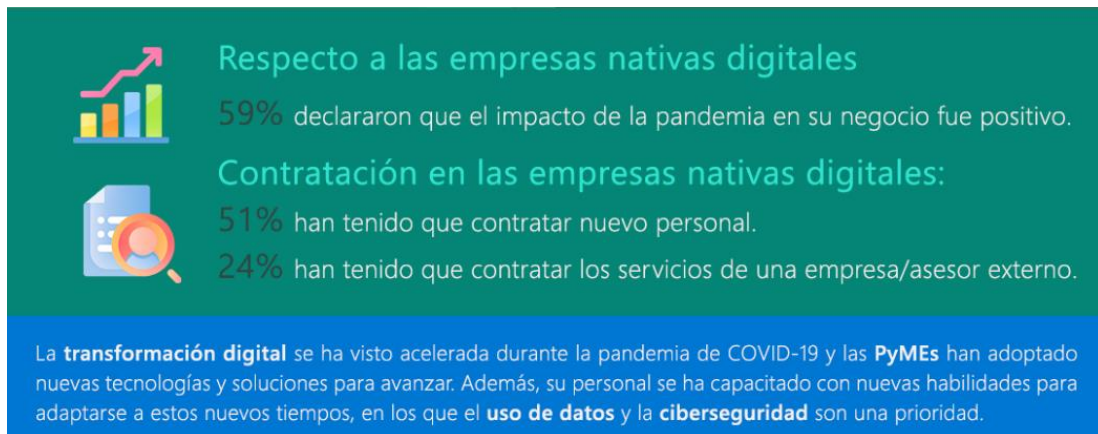 Respecto a las empresas nativas digitales
59% declararon que el impacto de la pandemia en su negocio fue positivo.
Contratación en las empresas nativas digitales:
51% han tenido que contratar nuevo personal.
24% han tenido que contratar los servicios de una empresa/asesor externo.
La transformación digital se ha visto acelerada durante la pandemia de COVID-19 y las PyMEs han adoptado
nuevas tecnologías y soluciones para avanzar. Además, su personal se ha capacitado con nuevas habilidades para
adaptarse a estos nuevos tiempos, en los que el uso de datos y la ciberseguridad son una prioridad.